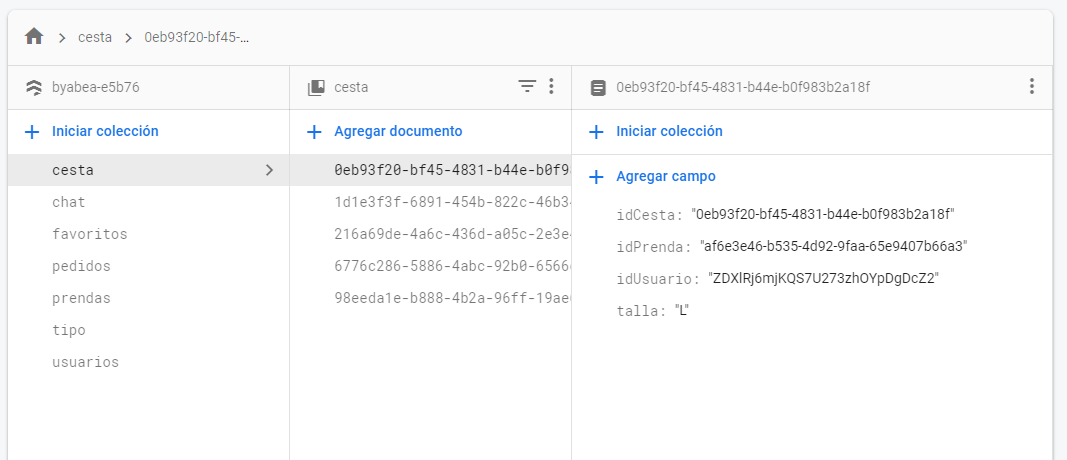 cesta
0eb93f20-bf45-...
byabea-e5b76
Iniciar colección
cesta
chat
favoritos
pedidos
prendas
tipo
usuarios
cesta
Agregar documento
0eb93f20-bf45-4831-b44e-b0f9
1d1e3f3f-6891-454b-822c-46b34
216a69de-4a6c-436d-a05c-2e3e4
6776c286-5886-4abc-92b0-6566
98eeda1e-b888-4b2a-96ff-19ae
0eb93f20-bf45-4831-b44e-b0f983b2a18f
Iniciar colección
Agregar campo
idCesta: "0eb93f20-bf45-4831-b44e-b0f983b2a18f"
idPrenda: "af6e3e46-b535-4d92-9faa-65e9407b66a3"
idUsuario: "ZDXlRj6mjKQS7U273zhOYpDgDcZ2"
talla: "L"